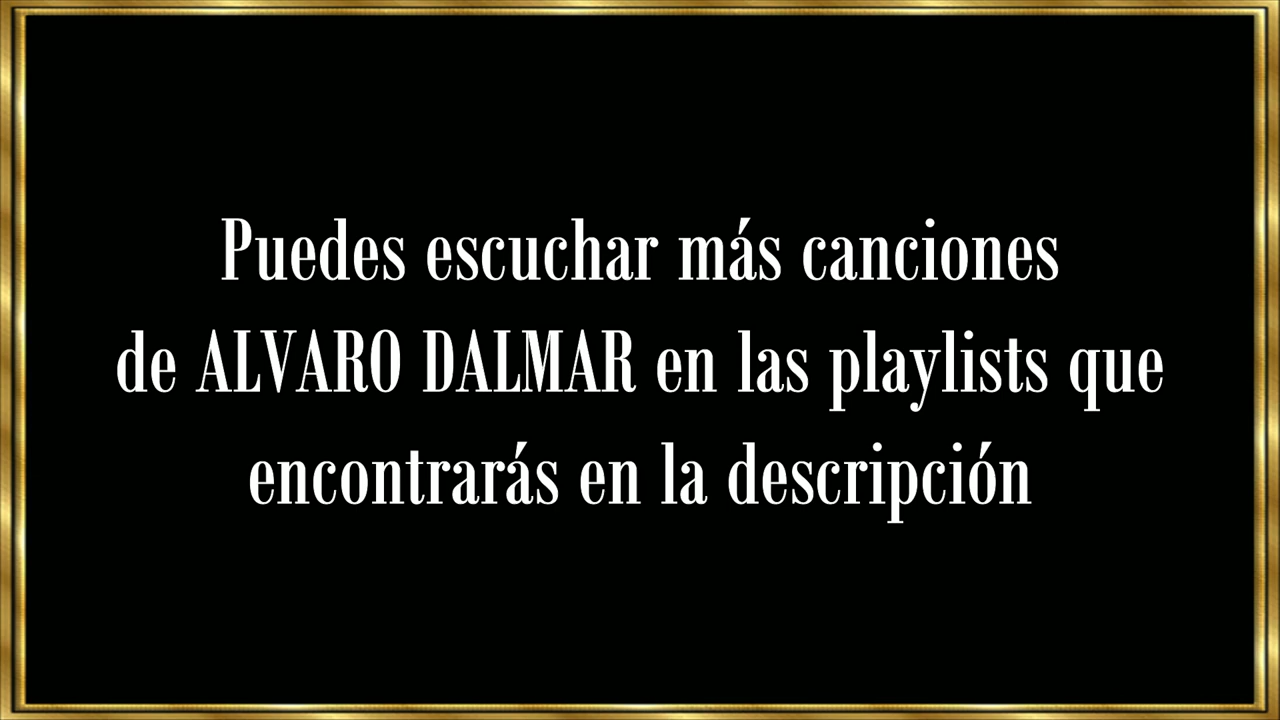 Puedes escuchar más canciones
de ALVARO DALMAR en las playlists que
encontrarás en la descripción